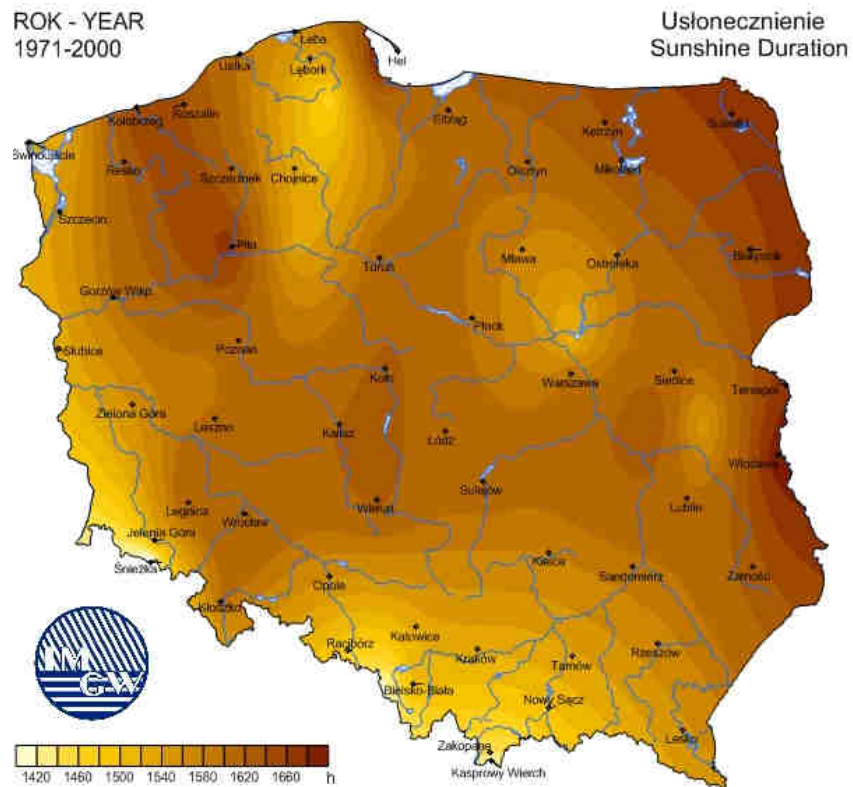 ROK - YEAR
1971-2000
Usłonecznienie
Sunshine Duration
Łeba
Hel
Ustka
Lębork
Kołobrzeg
Koszalin
Elbląg
Kętrzyn
Suwałki
Świnoujście
Resko
Szczecinek
Chojnice
Olsztyn
Mikołajki
Szczecin
Piła
Toruń
Mława
Ostrołęka
Białystok
Gorzów Wlkp.
Płock
Słubice
Poznań
Koło
Warszawa
Siedlce
Terespol
Zielona Góra
Leszno
Kalisz
Łódź
Włodawa
Legnica
Wrocław
Wieluń
Sulejów
Lublin
Jelenia Góra
Śnieżka
Opole
Kielce
Sandomierz
Zamość
Kłodzko
Racibórz
Katowice
Kraków
Tarnów
Rzeszów
Bielsko-Biała
Nowy Sącz
Lesko
Zakopane
Kasprowy Wierch
IM
G-W
1420 1460 1500 1540 1580 1620 1660 h